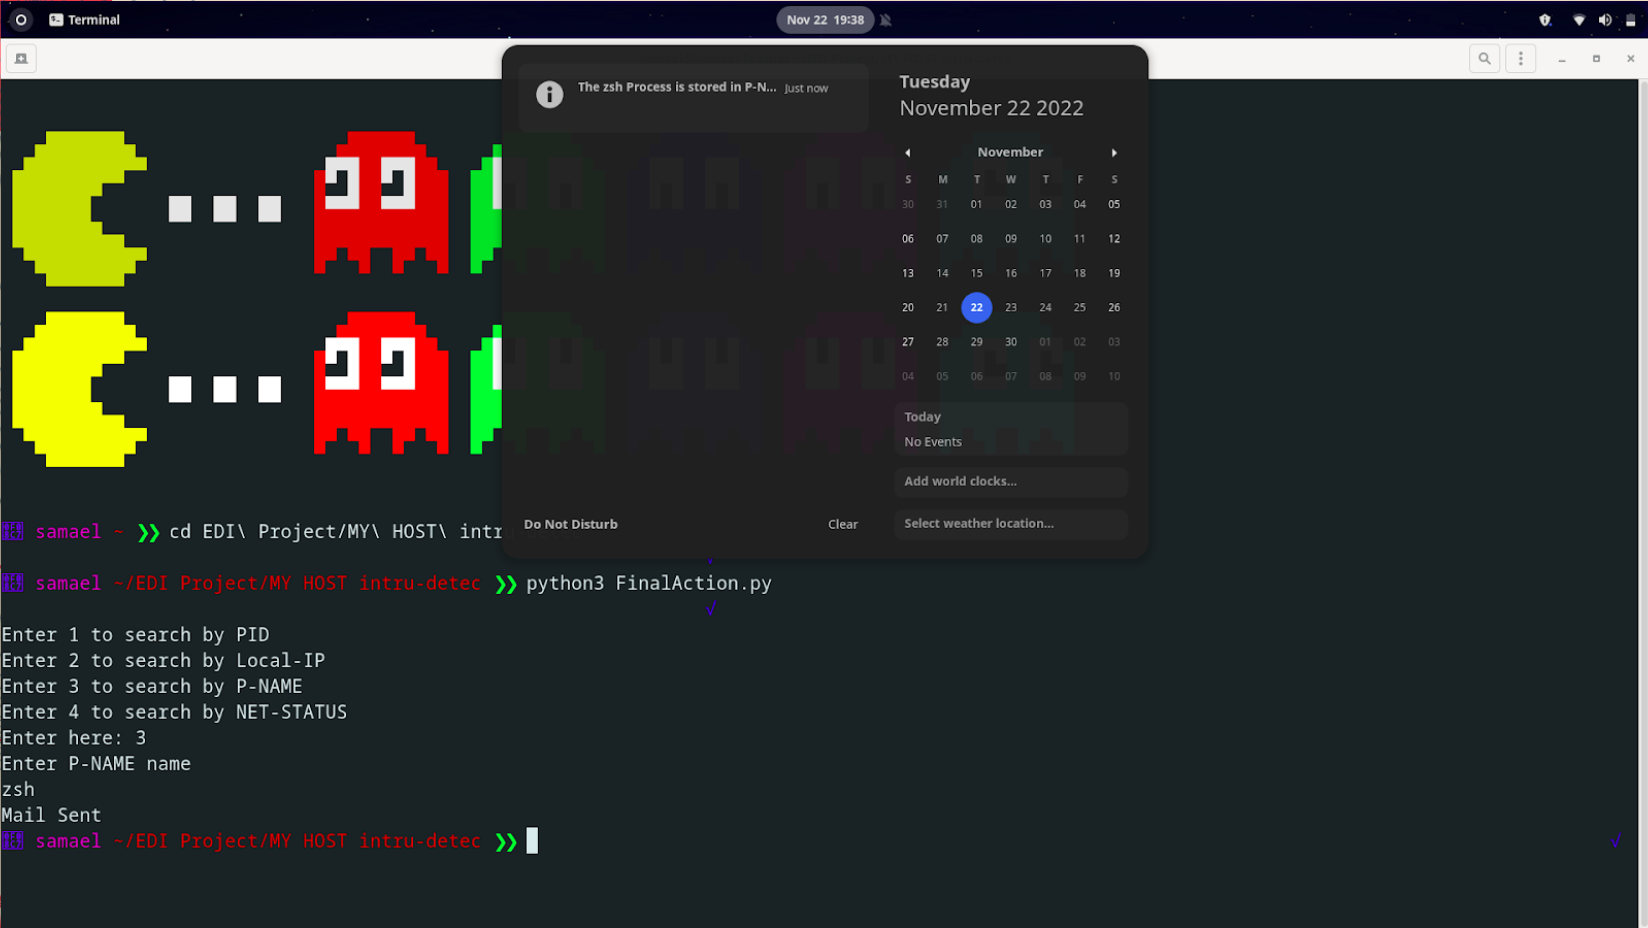 Terminal
Nov 22 19:38
The zsh Process is stored in P-N... Just now
Tuesday
November 22 2022
November
S M T W T F S
30 31 01 02 03 04 05
06 07 08 09 10 11 12
13 14 15 16 17 18 19
20 21 22 23 24 25 26
27 28 29 30 01 02 03
04 05 06 07 08 09 10
Today
No Events
Add world clocks...
Select weather location...
Do Not Disturb
Clear
samael ~ ❯❯ cd EDI\ Project/MY\ HOST\ intru-detec
samael ~/EDI Project/MY HOST intru-detec ❯❯ python3 FinalAction.py
√
Enter 1 to search by PID
Enter 2 to search by Local-IP
Enter 3 to search by P-NAME
Enter 4 to search by NET-STATUS
Enter here: 3
Enter P-NAME name
zsh
Mail Sent
samael ~/EDI Project/MY HOST intru-detec ❯❯ √